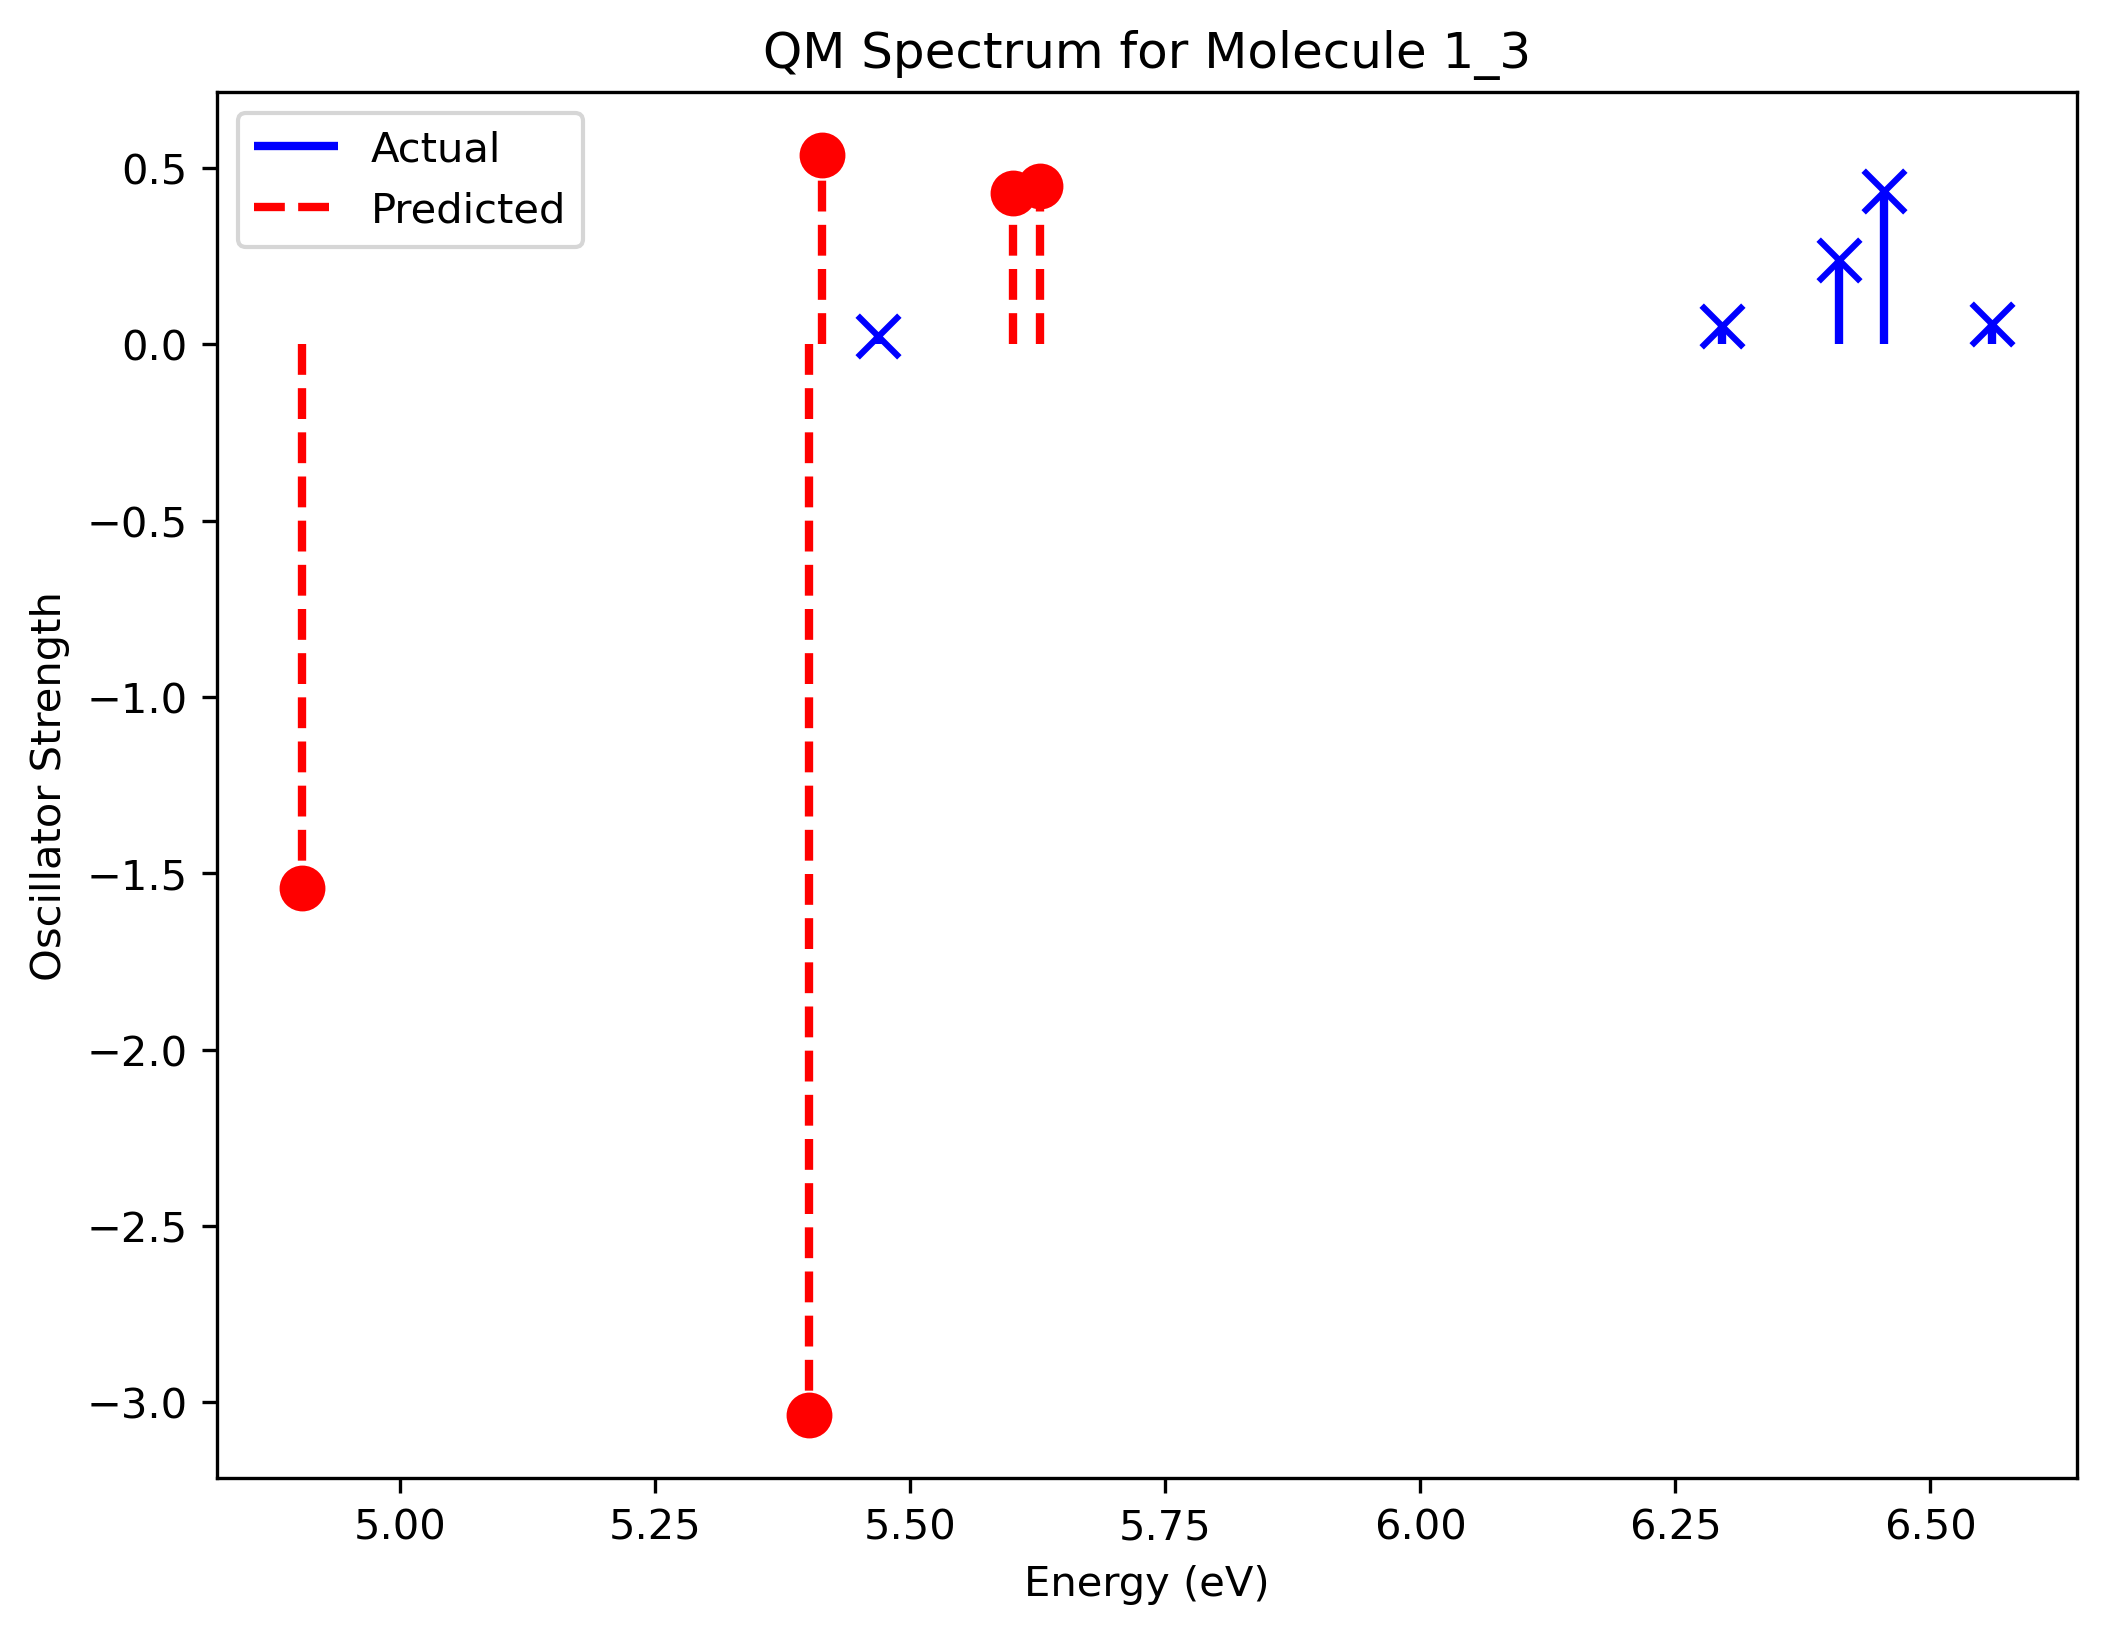 QM Spectrum for Molecule 1_3
Actual
Predicted
0.5
0.0
−0.5
−1.0
−1.5
−2.0
−2.5
−3.0
Oscillator Strength
5.00 5.25 5.50 5.75 6.00 6.25 6.50
Energy (eV)